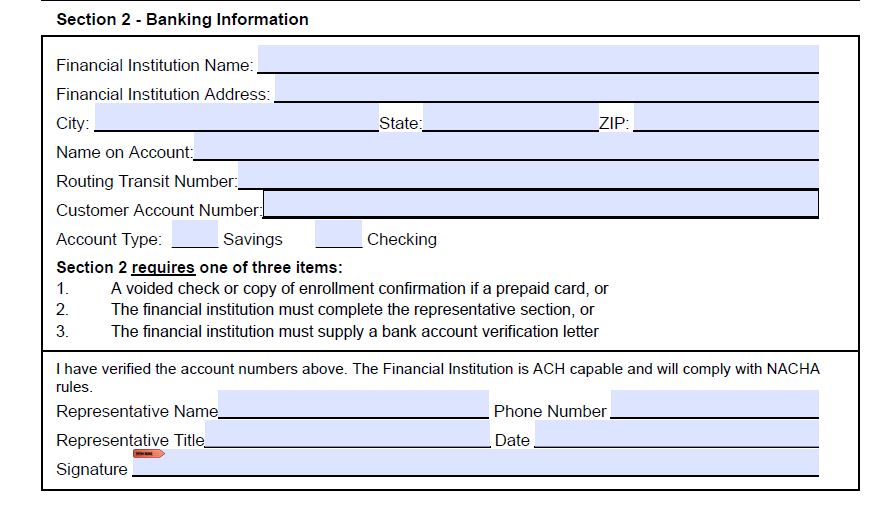 Section 2 - Banking Information
Financial Institution Name:
Financial Institution Address:
City: State: ZIP:
Name on Account:
Routing Transit Number:
Customer Account Number:
Account Type: Savings Checking
Section 2 requires one of three items:
1. A voided check or copy of enrollment confirmation if a prepaid card, or
2. The financial institution must complete the representative section, or
3. The financial institution must supply a bank account verification letter
I have verified the account numbers above. The Financial Institution is ACH capable and will comply with NACHA
rules.
Representative Name Phone Number
Representative Title Date
Signature